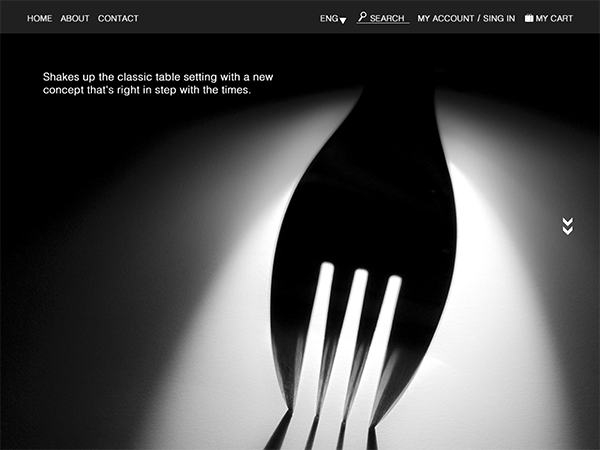 HOME ABOUT CONTACT ENG SEARCH MY ACCOUNT / SING IN MY CART
Shakes up the classic table setting with a new
concept that's right in step with the times.